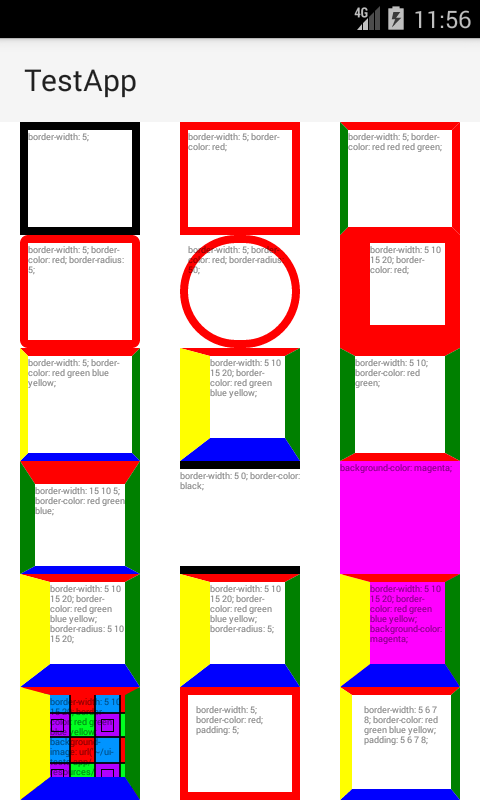 4G 11:56
TestApp
border-width: 5;
border-width: 5; border-
color: red;
border-width: 5; border-
color: red red red green;
border-width: 5; border-
color: red; border-radius:
5;
border-width: 5; border-
color: red; border-radius:
50;
border-width: 5 10
15 20; border-
color: red;
border-width: 5; border-
color: red green blue
yellow;
border-width: 5 10
15 20; border-
color: red green
blue yellow;
border-width: 5 10;
border-color: red
green;
border-width: 15 10 5;
border-color: red green
blue;
border-width: 5 0; border-color:
black;
background-color: magenta;
border-width: 5 10
15 20; border-
color: red green
blue yellow;
border-radius: 5 10
15 20;
border-width: 5 10
15 20; border-
color: red green
blue yellow;
border-radius: 5;
border-width: 5 10
15 20; border-
color: red green
blue yellow;
background-color:
magenta;
border-width: 5 10
15 20; border-
color: red green
blue yellow;
background-
image: url('~/ui-
tests-app/
resources/
border-width: 5;
border-color: red;
padding: 5;
border-width: 5 6 7
8; border-color: red
green blue yellow;
padding: 5 6 7 8;